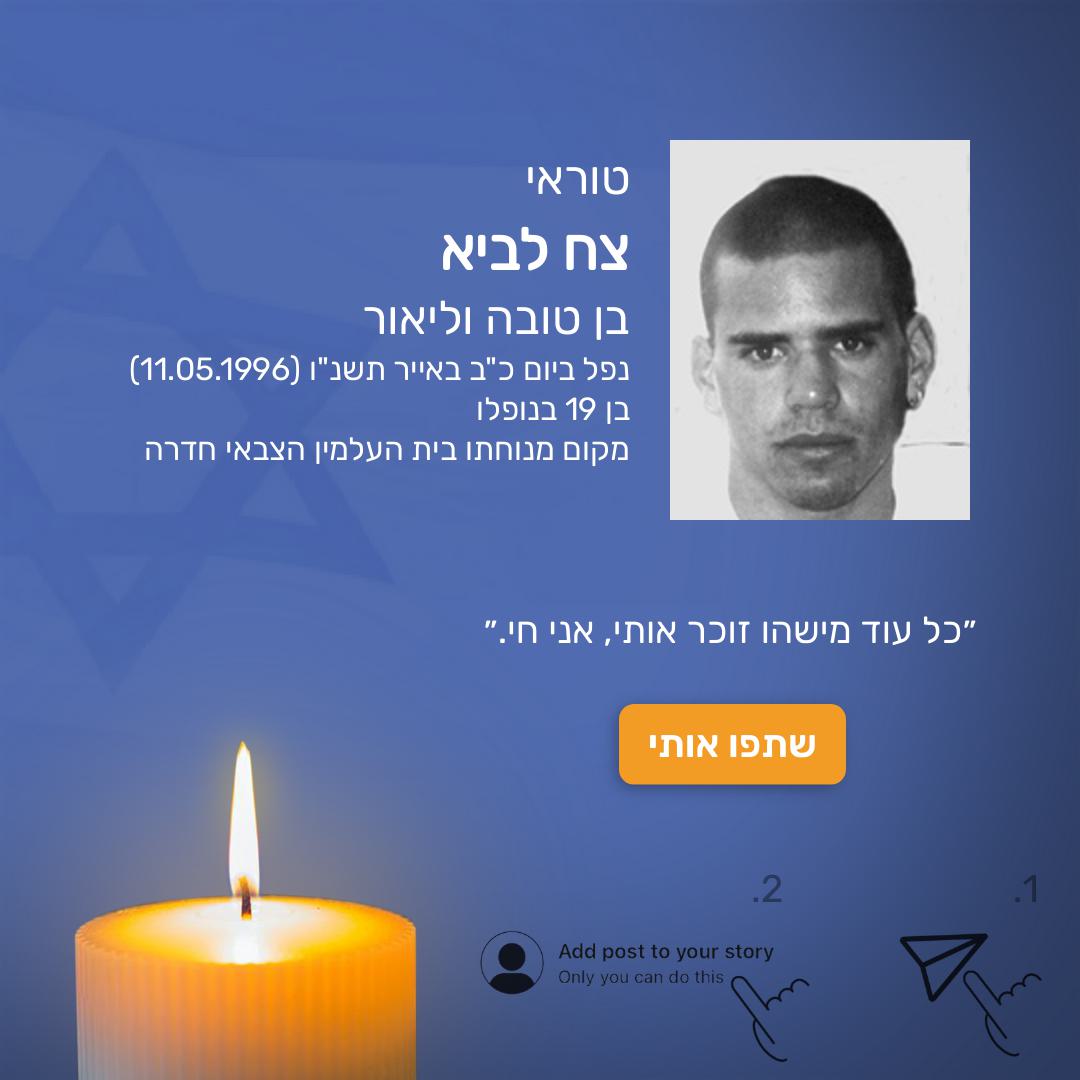 טוראי
צח לביא
בן טובה וליאור
נפל ביום כ"ב באייר תשנ"ו (11.05.1996)
בן 19 בנופלו
מקום מנוחתו בית העלמין הצבאי חדרה
״כל עוד מישהו זוכר אותי, אני חי.״
שתפו אותי
.1
.2
Add post to your story
Only you can do this